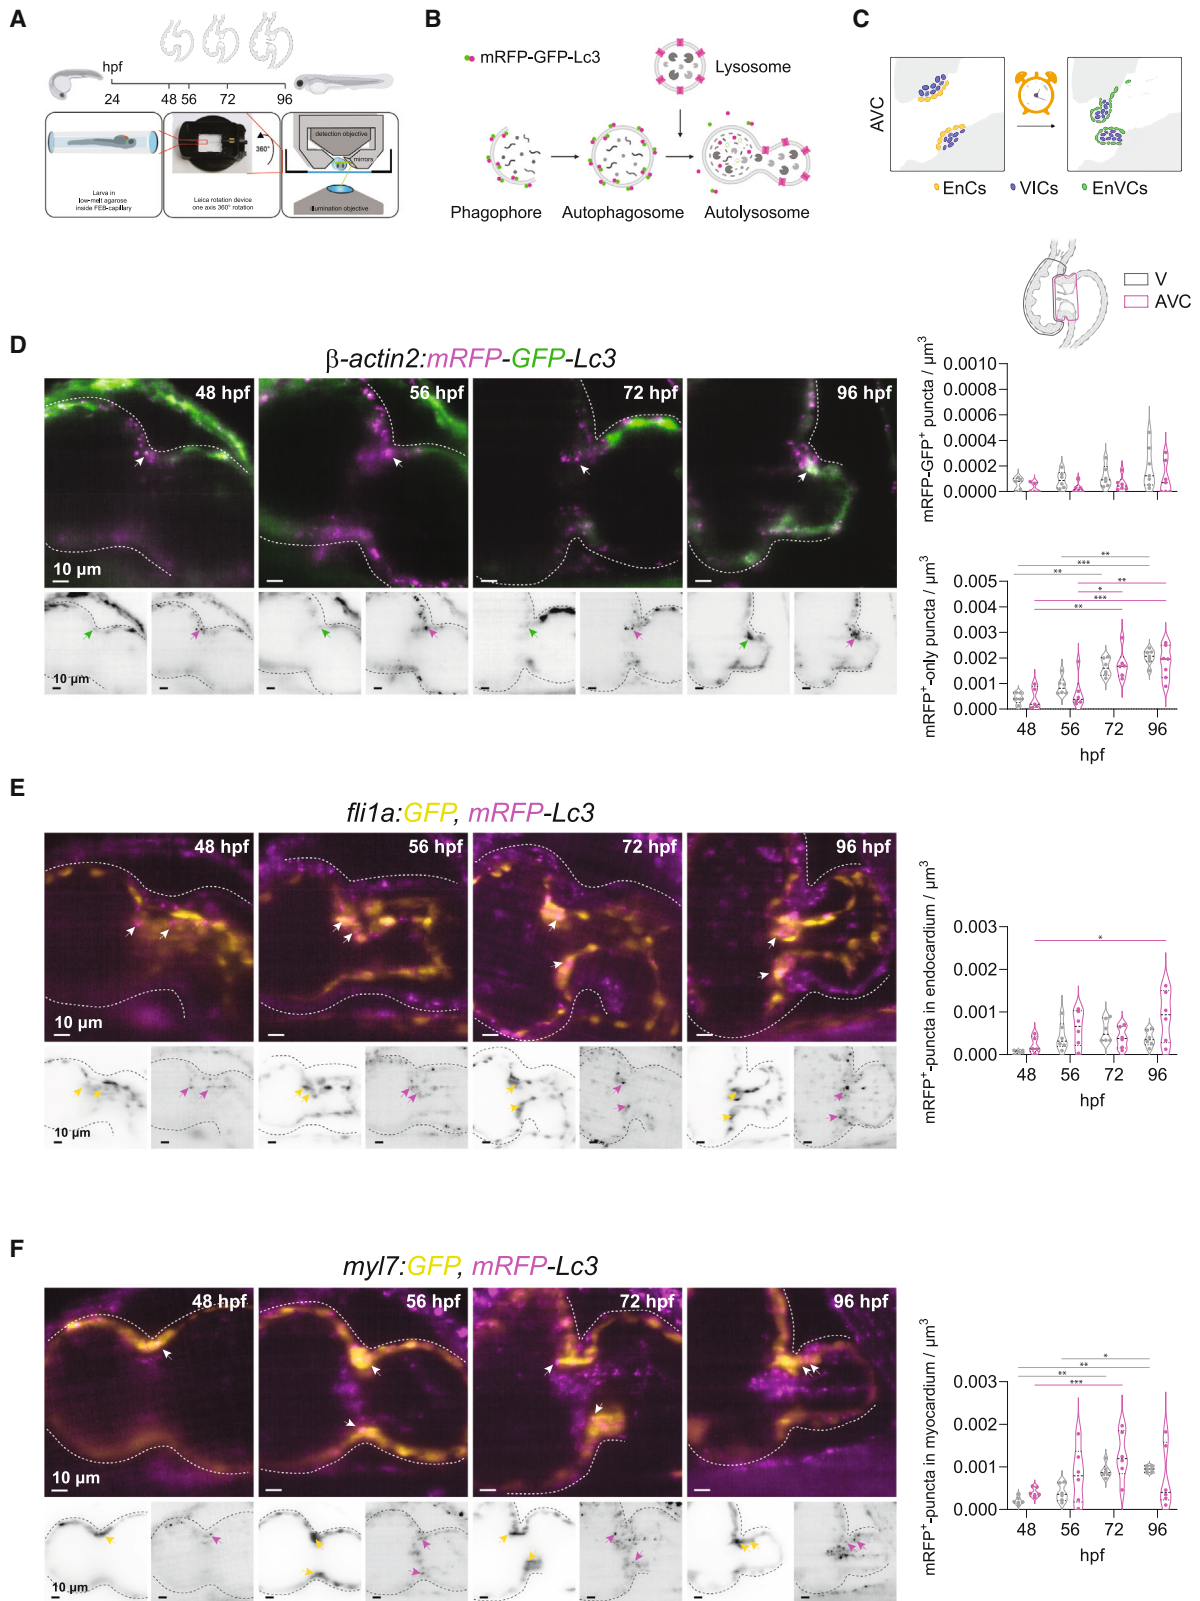 A
hpf
24
48
56
72
96
Larva in
low-melt agarose
inside FEB-capillary
360°
Leica rotation device
one axis 360° rotation
detection objective
mirrors
illumination objective
B
mRFP-GFP-Lc3
Lysosome
Phagophore
Autophagosome
Autolysosome
C
AVC
EnCs
VICs
EnVCs
V
AVC
D
β-actin2:mRFP-GFP-Lc3
48 hpf
56 hpf
72 hpf
96 hpf
10 µm
10 µm
mRFP-GFP⁺ puncta / µm³
0.0010
0.0008
0.0006
0.0004
0.0002
0.0000
mRFP⁺-only puncta / µm³
**
***
**
**
*
***
**
0.005
0.004
0.003
0.002
0.001
0.000
48
56
72
96
hpf
E
fli1a:GFP, mRFP-Lc3
48 hpf
56 hpf
72 hpf
96 hpf
10 µm
10 µm
mRFP⁺-puncta in endocardium / µm³
*
0.003
0.002
0.001
0.000
48
56
72
96
hpf
F
myl7:GFP, mRFP-Lc3
48 hpf
56 hpf
72 hpf
96 hpf
10 µm
10 µm
mRFP⁺-puncta in myocardium / µm³
*
**
**
***
0.003
0.002
0.001
0.000
48
56
72
96
hpf